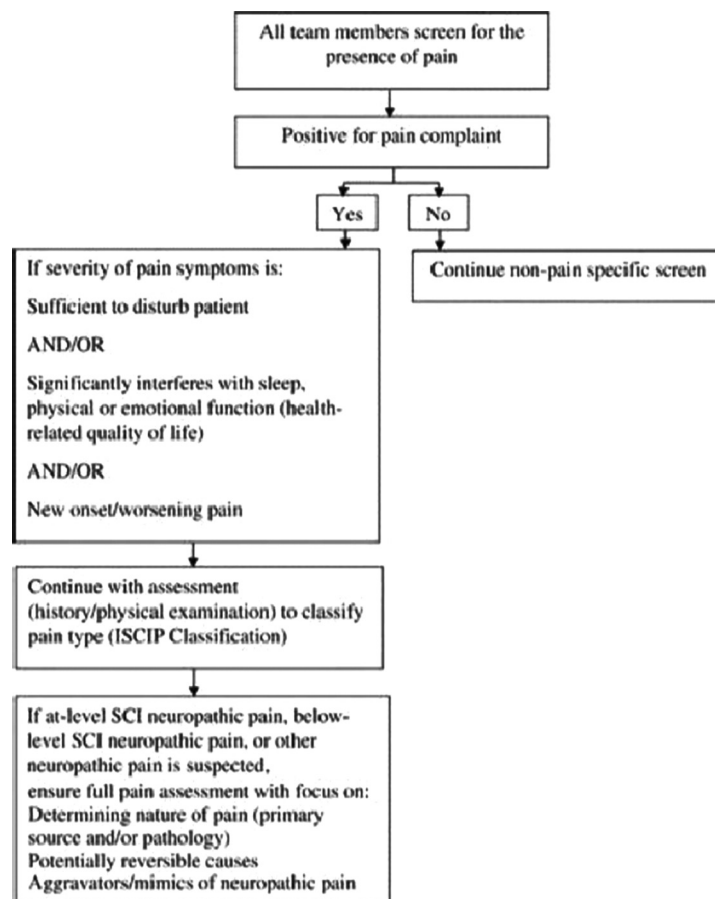 All team members screen for the
presence of pain
Positive for pain complaint
Yes
No
If severity of pain symptoms is:
Sufficient to disturb patient
AND/OR
Significantly interferes with sleep,
physical or emotional function (health-
related quality of life)
AND/OR
New onset/worsening pain
Continue non-pain specific screen
Continue with assessment
(history/physical examination) to classify
pain type (ISCIP Classification)
If at-level SCI neuropathic pain, below-
level SCI neuropathic pain, or other
neuropathic pain is suspected,
ensure full pain assessment with focus on:
Determining nature of pain (primary
source and/or pathology)
Potentially reversible causes
Aggravators/mimics of neuropathic pain